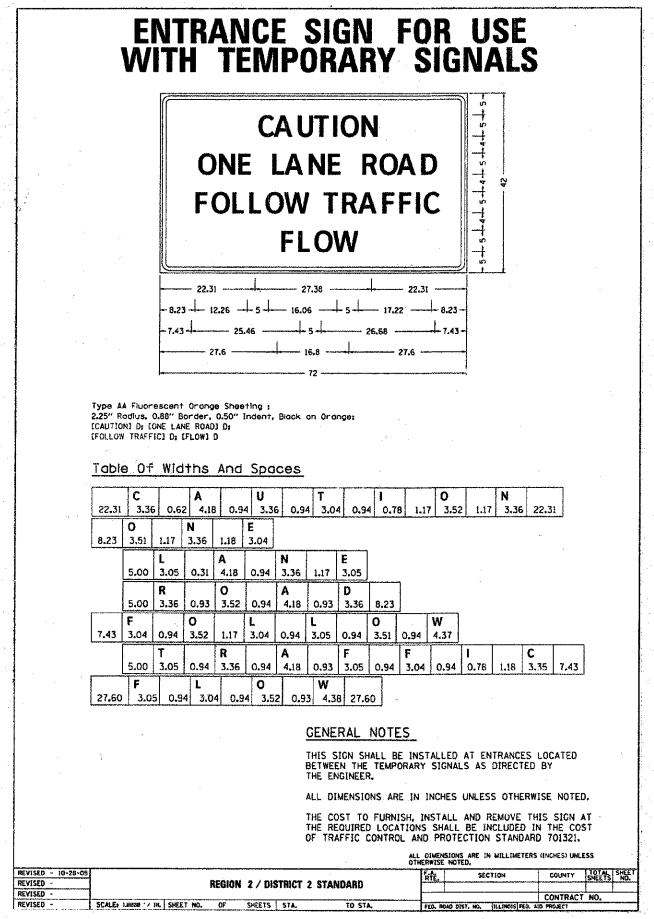 ENTRANCE SIGN FOR USE
WITH TEMPORARY SIGNALS
CAUTION
ONE LANE ROAD
FOLLOW TRAFFIC
FLOW
5
5
5
4
5
4
5
4
5
42
22.31 27.38 22.31
8.23 12.26 5 16.06 5 17.22 8.23
7.43 25.46 5 26.68 7.43
27.6 16.8 27.6
72
Type AA Fluorescent Orange Sheeting ;
2.25" Radius, 0.88" Border, 0.50" Indent, Black on Orange;
[CAUTION] D; [ONE LANE ROAD] D;
[FOLLOW TRAFFIC] D; [FLOW] D
Table Of Widths And Spaces
C A U T I O N
22.31 3.36 0.62 4.18 0.94 3.36 0.94 3.04 0.94 0.78 1.17 3.52 1.17 3.36 22.31
O N E
8.23 3.51 1.17 3.36 1.18 3.04
L A N E
5.00 3.05 0.31 4.18 0.94 3.36 1.17 3.05
R O A D
5.00 3.36 0.93 3.52 0.94 4.18 0.93 3.36 8.23
F O L L O W
7.43 3.04 0.94 3.52 1.17 3.04 0.94 3.05 0.94 3.51 0.94 4.37
T R A F F I C
5.00 3.05 0.94 3.36 0.94 4.18 0.93 3.05 0.94 3.04 0.94 0.78 1.18 3.35 7.43
F L O W
27.60 3.05 0.94 3.04 0.94 3.52 0.93 4.38 27.60
GENERAL NOTES
THIS SIGN SHALL BE INSTALLED AT ENTRANCES LOCATED
BETWEEN THE TEMPORARY SIGNALS AS DIRECTED BY
THE ENGINEER.
ALL DIMENSIONS ARE IN INCHES UNLESS OTHERWISE NOTED.
THE COST TO FURNISH, INSTALL AND REMOVE THIS SIGN AT
THE REQUIRED LOCATIONS SHALL BE INCLUDED IN THE COST
OF TRAFFIC CONTROL AND PROTECTION STANDARD 701321.
ALL DIMENSIONS ARE IN MILLIMETERS (INCHES) UNLESS
OTHERWISE NOTED.
REVISED - 10-28-05
REVISED -
REVISED -
REVISED -
REGION 2 / DISTRICT 2 STANDARD
SCALE: SHEET NO. OF SHEETS STA. TO STA.
F.A. RTE. SECTION COUNTY TOTAL SHEETS SHEET NO.
CONTRACT NO.
FED. ROAD DIST. NO. ILLINOIS FED. AID PROJECT